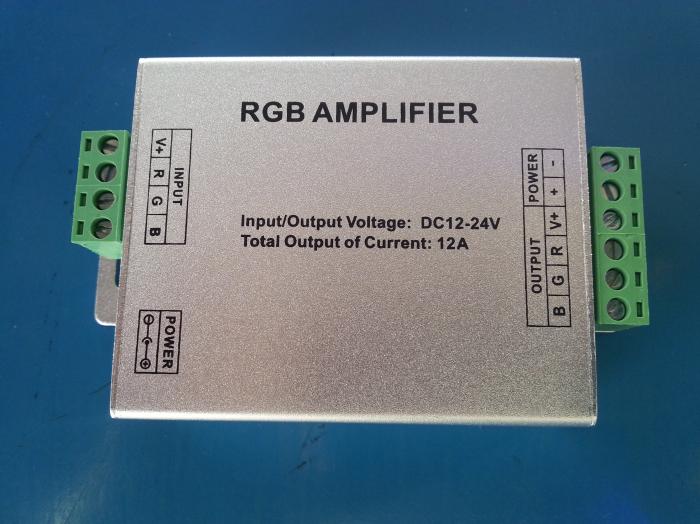 RGB AMPLIFIER
Input/Output Voltage: DC12-24V
Total Output of Current: 12A
INPUT
V+ R G B
POWER
POWER
- +
OUTPUT
V+ R G B